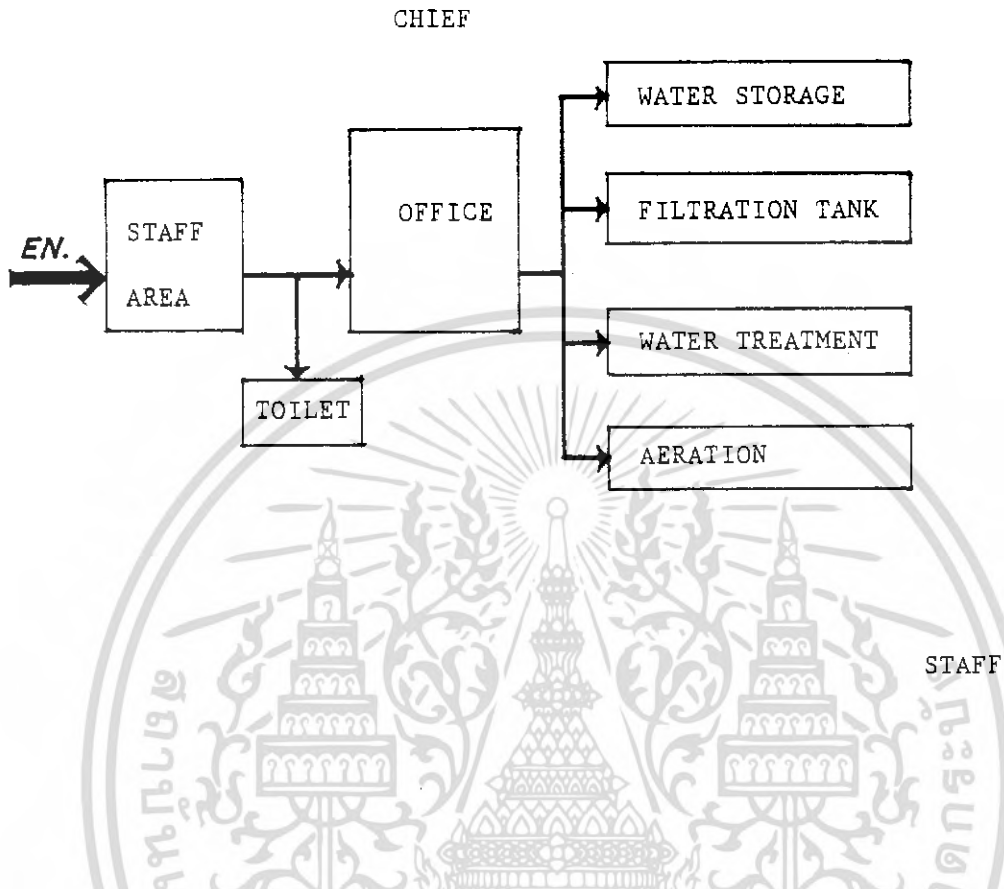 CHIEF
WATER STORAGE
OFFICE
FILTRATION TANK
STAFF
AREA
EN.
WATER TREATMENT
TOILET
AERATION
STAFF